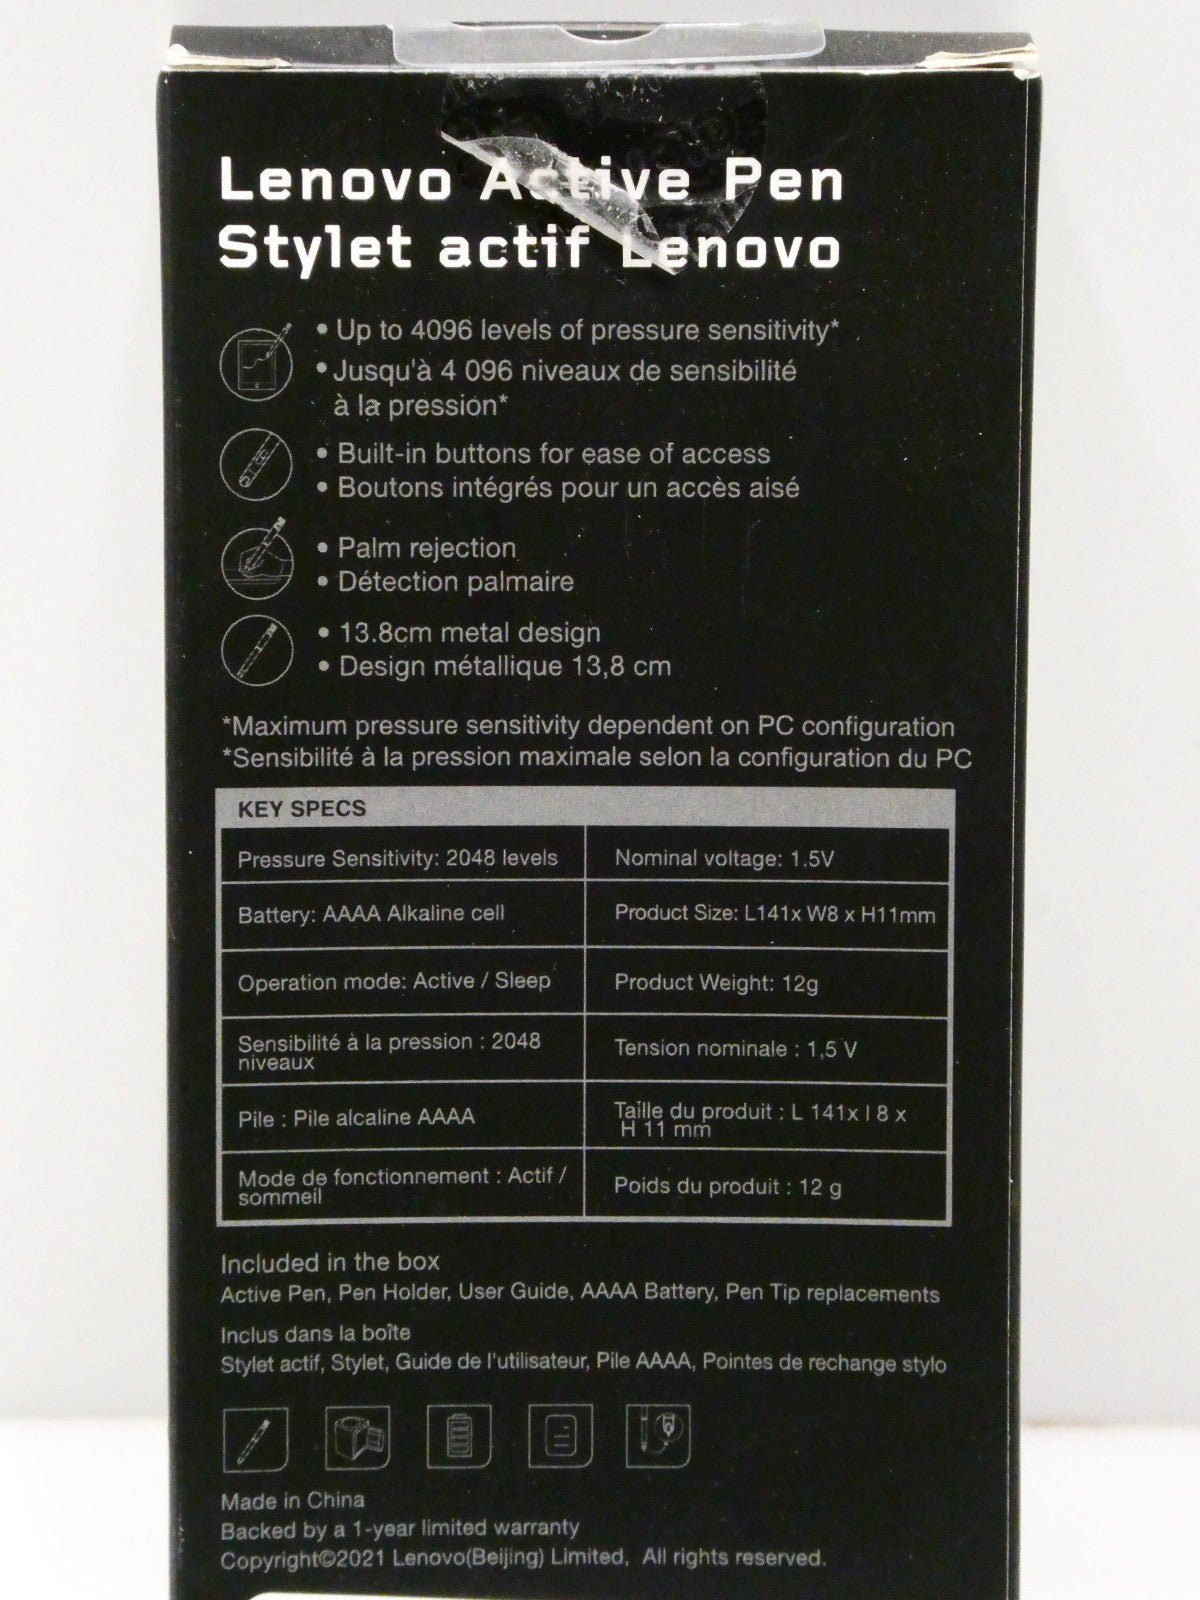 Lenovo Active Pen
Stylet actif Lenovo
• Up to 4096 levels of pressure sensitivity*
• Jusqu'à 4 096 niveaux de sensibilité
à la pression*
• Built-in buttons for ease of access
• Boutons intégrés pour un accès aisé
• Palm rejection
• Détection palmaire
• 13.8cm metal design
• Design métallique 13,8 cm
*Maximum pressure sensitivity dependent on PC configuration
*Sensibilité à la pression maximale selon la configuration du PC
KEY SPECS
Pressure Sensitivity: 2048 levels
Nominal voltage: 1.5V
Battery: AAAA Alkaline cell
Product Size: L141x W8 x H11mm
Operation mode: Active / Sleep
Product Weight: 12g
Sensibilité à la pression : 2048
niveaux
Tension nominale : 1,5 V
Pile : Pile alcaline AAAA
Taille du produit : L 141x l 8 x
H 11 mm
Mode de fonctionnement : Actif /
sommeil
Poids du produit : 12 g
Included in the box
Active Pen, Pen Holder, User Guide, AAAA Battery, Pen Tip replacements
Inclus dans la boîte
Stylet actif, Stylet, Guide de l'utilisateur, Pile AAAA, Pointes de rechange stylo
Made in China
Backed by a 1-year limited warranty
Copyright©2021 Lenovo(Beijing) Limited, All rights reserved.